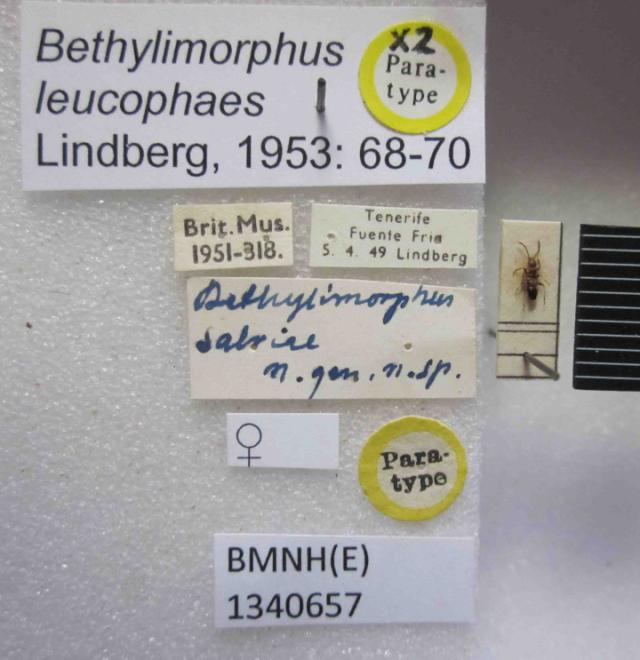 Bethylimorphus
leucophaes
Lindberg, 1953: 68-70
X2
Para-
type
Brit. Mus.
1951-318.
Tenerife
Fuente Fria
5. 4. 49 Lindberg
Bethylimorphus
n. gen. n. sp.
♀
Para-
type
BMNH(E)
1340657